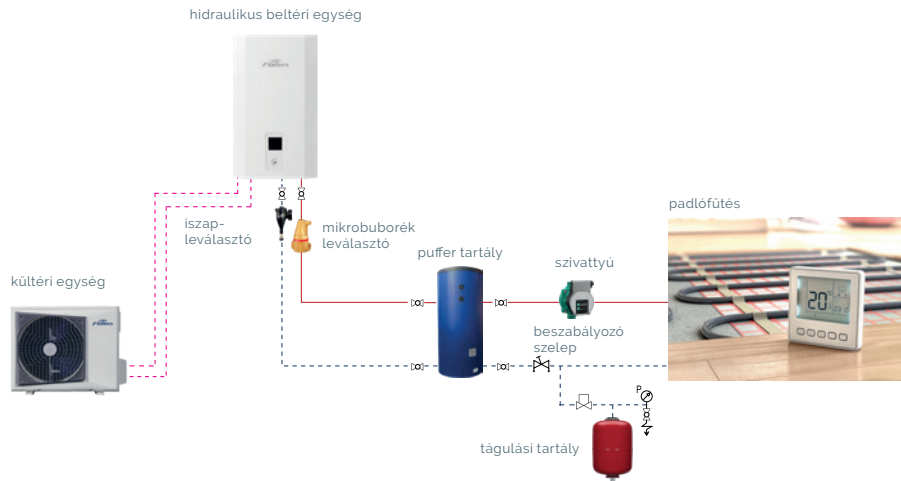 hidraulikus beltéri egység
iszap-
leválasztó
mikrobuborék
leválasztó
padlófűtés
puffer tartály
szivattyú
kültéri egység
beszabályozó
szelep
20°
P
tágulási tartály